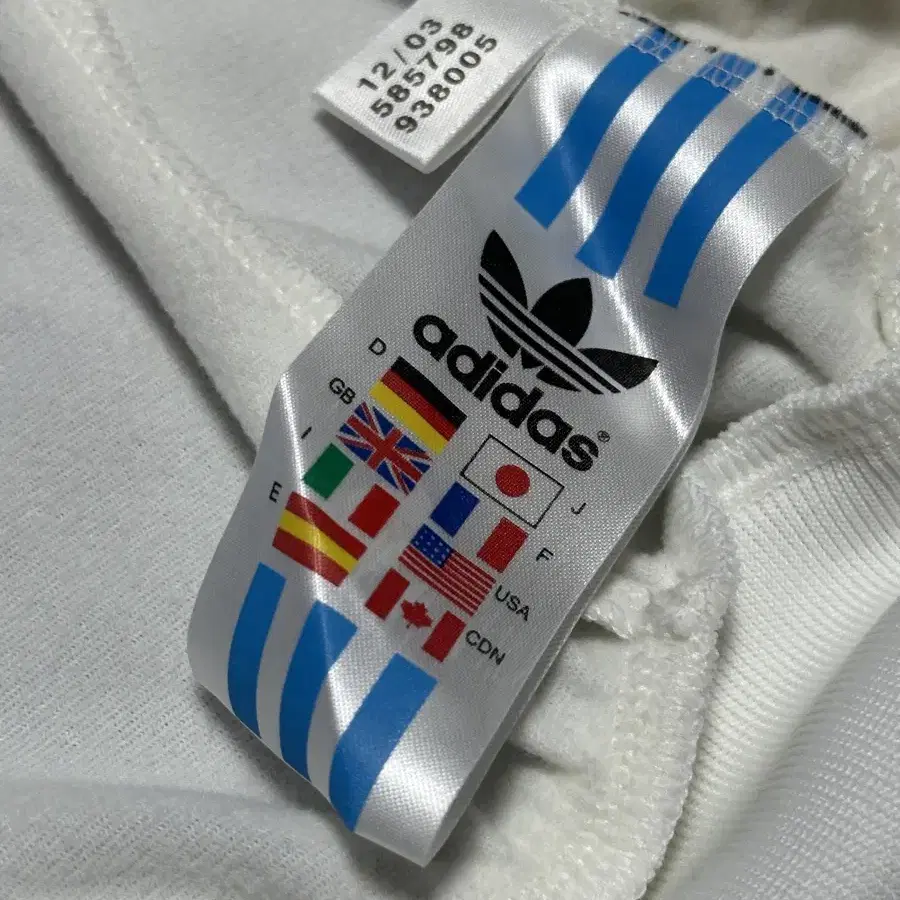 12/03
585798
938005
adidas®
D
GB
I
E
J
F
USA
CDN